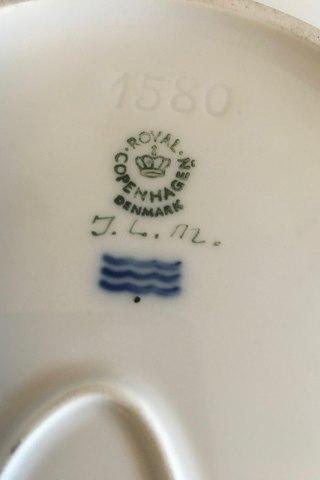 1580.
ROYAL COPENHAGEN
DENMARK
J. L. M.